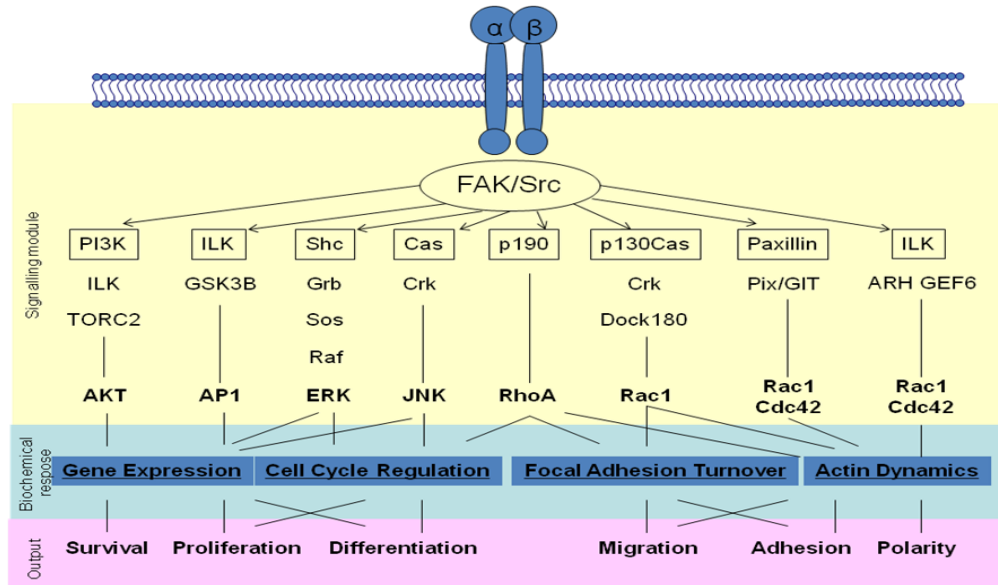 α β
FAK/Src
Signalling module
PI3K ILK Shc Cas p190 p130Cas Paxillin ILK
ILK GSK3B Grb Crk Crk Pix/GIT ARH GEF6
TORC2 Sos Dock180
Raf
AKT AP1 ERK JNK RhoA Rac1 Rac1 Rac1
Cdc42 Cdc42
Biochemical
respose
Gene Expression Cell Cycle Regulation Focal Adhesion Turnover Actin Dynamics
Output
Survival Proliferation Differentiation Migration Adhesion Polarity